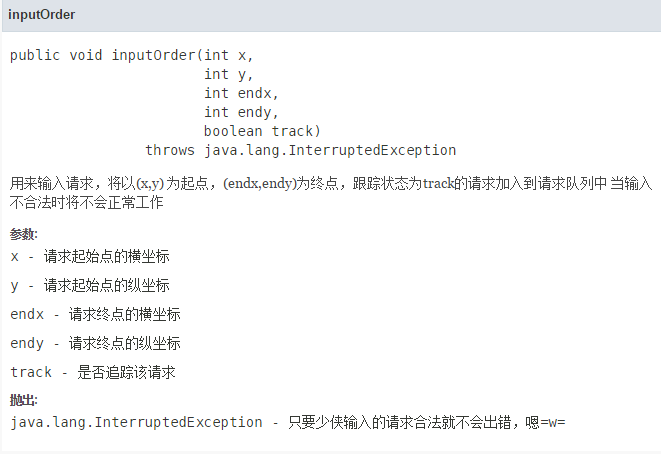 inputOrder
public void inputOrder(int x,
int y,
int endx,
int endy,
boolean track)
throws java.lang.InterruptedException
用来输入请求，将以(x,y) 为起点，(endx,endy)为终点，跟踪状态为track的请求加入到请求队列中 当输入
不合法时将不会正常工作
参数:
x - 请求起始点的横坐标
y - 请求起始点的纵坐标
endx - 请求终点的横坐标
endy - 请求终点的纵坐标
track - 是否追踪该请求
抛出:
java.lang.InterruptedException - 只要少侠输入的请求合法就不会出错，嗯=w=